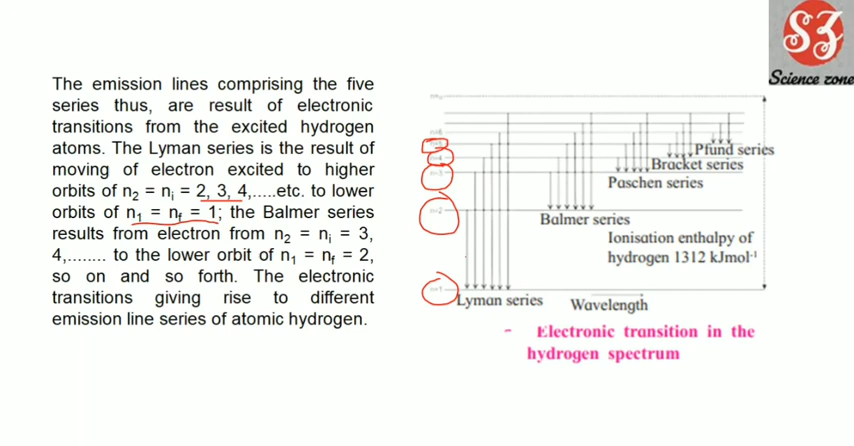 SZ
Science zone
The emission lines comprising the five
series thus, are result of electronic
transitions from the excited hydrogen
atoms. The Lyman series is the result of
moving of electron excited to higher
orbits of n₂ = nᵢ = 2, 3, 4,.....etc. to lower
orbits of n₁ = n_f = 1; the Balmer series
results from electron from n₂ = nᵢ = 3,
4,........ to the lower orbit of n₁ = n_f = 2,
so on and so forth. The electronic
transitions giving rise to different
emission line series of atomic hydrogen.
Pfund series
Bracket series
Paschen series
Balmer series
Ionisation enthalpy of
hydrogen 1312 kJmol⁻¹
Lyman series
Wavelength
- Electronic transition in the
hydrogen spectrum